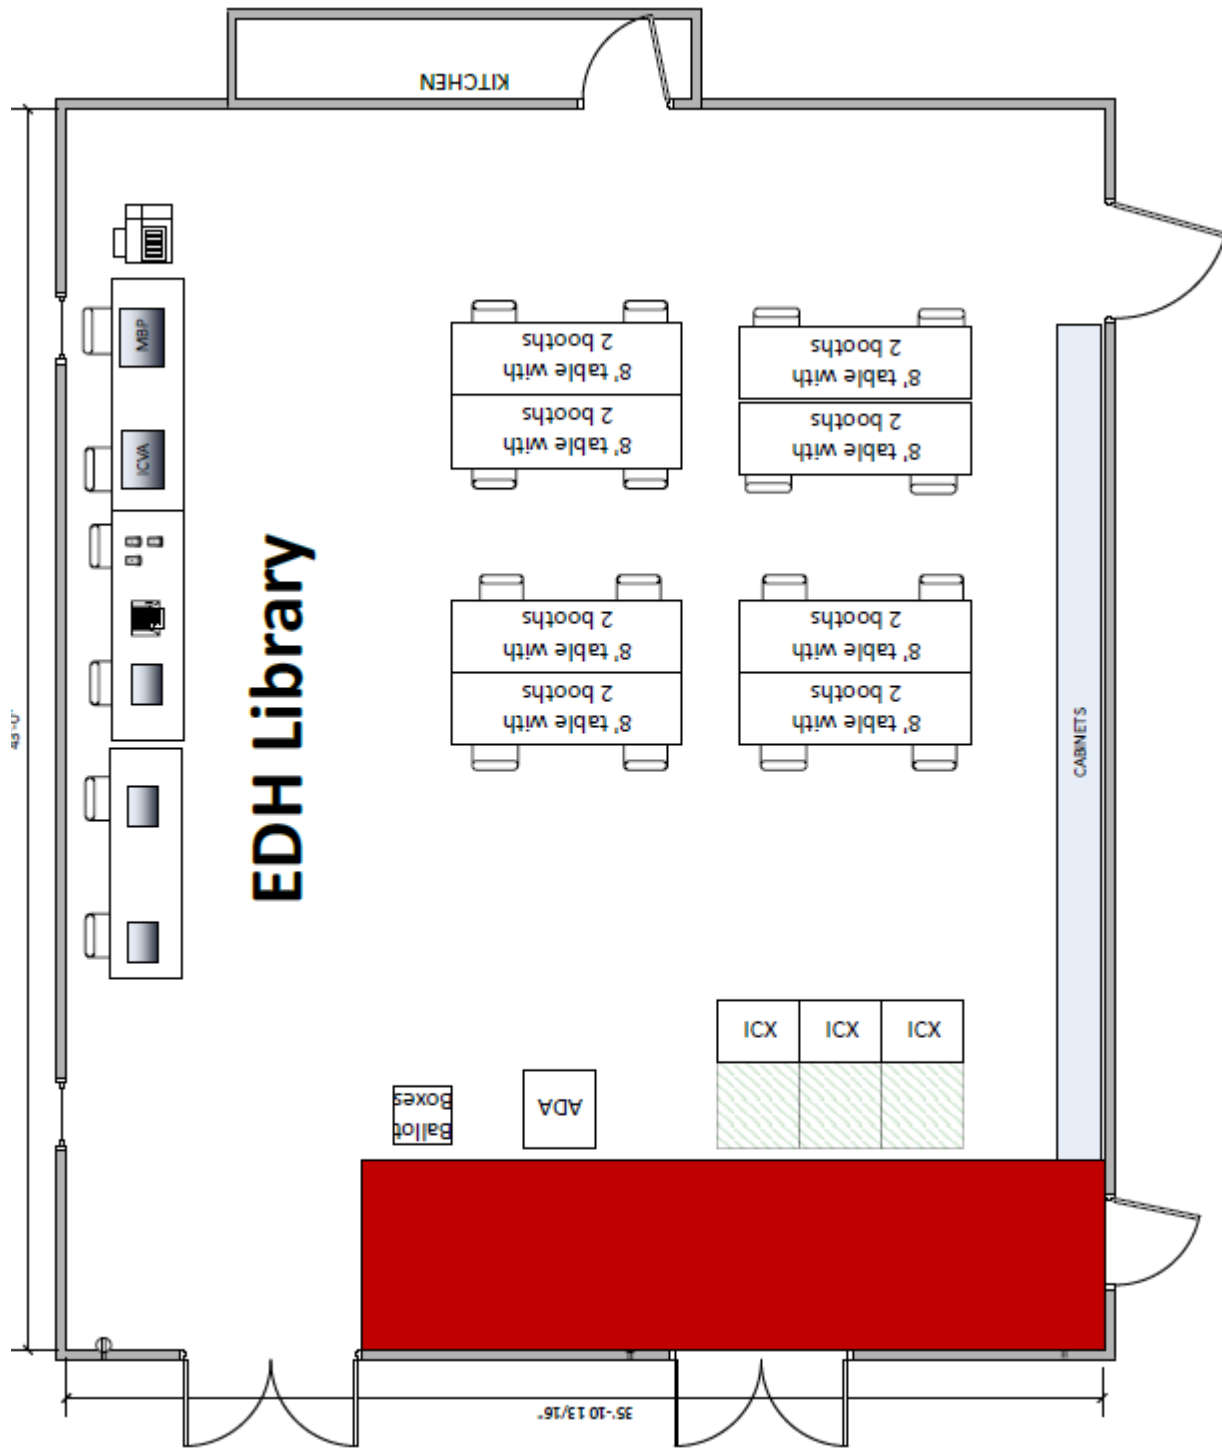 KITCHEN
MBP
ICVA
EDH Library
8' table with
2 booths
8' table with
2 booths
8' table with
2 booths
8' table with
2 booths
8' table with
2 booths
8' table with
2 booths
8' table with
2 booths
8' table with
2 booths
CABINETS
ICX
ICX
ICX
Ballot
Boxes
ADA
35'-10 13/16"